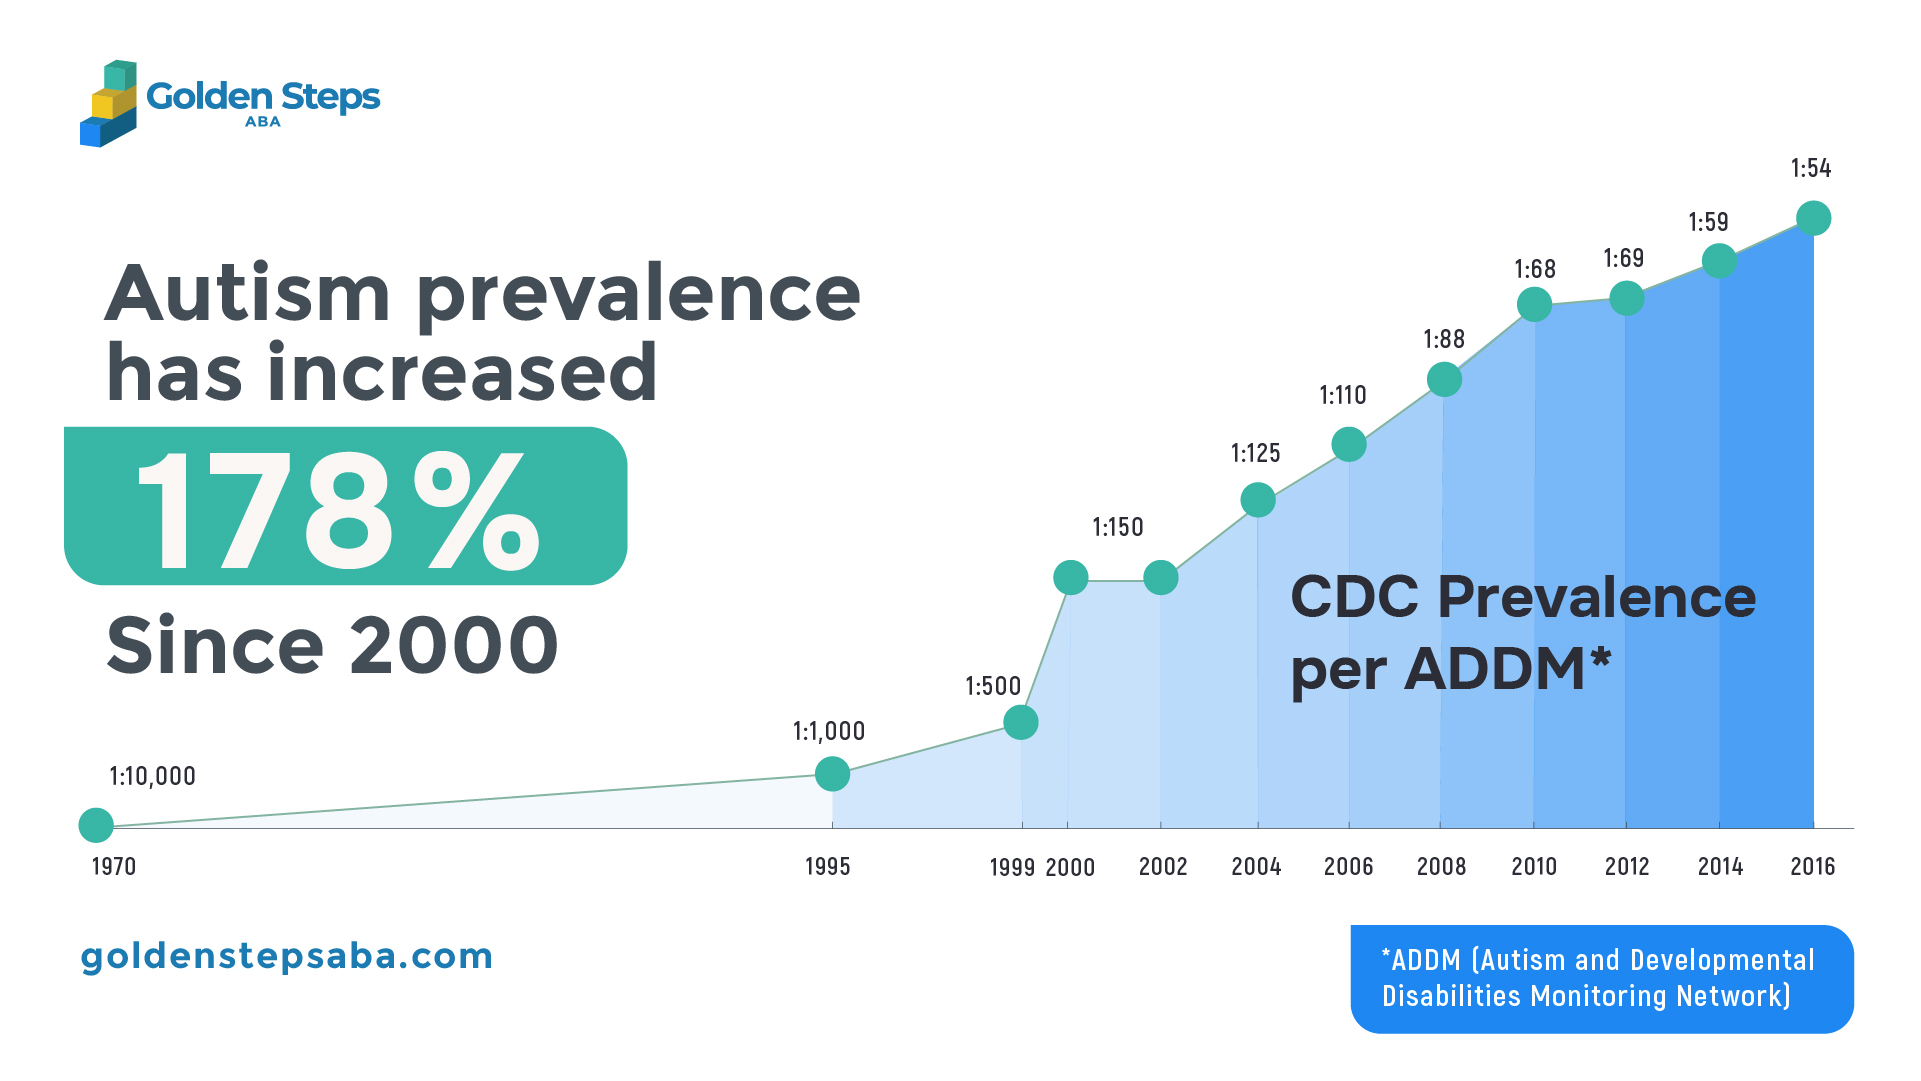 Golden Steps
ABA
Autism prevalence
has increased
178%
Since 2000
1:10,000
1:1,000
1:500
1:150
1:125
1:110
1:88
1:68
1:69
1:59
1:54
CDC Prevalence
per ADDM*
1970
1995
1999
2000
2002
2004
2006
2008
2010
2012
2014
2016
goldenstepsaba.com
*ADDM (Autism and Developmental
Disabilities Monitoring Network)